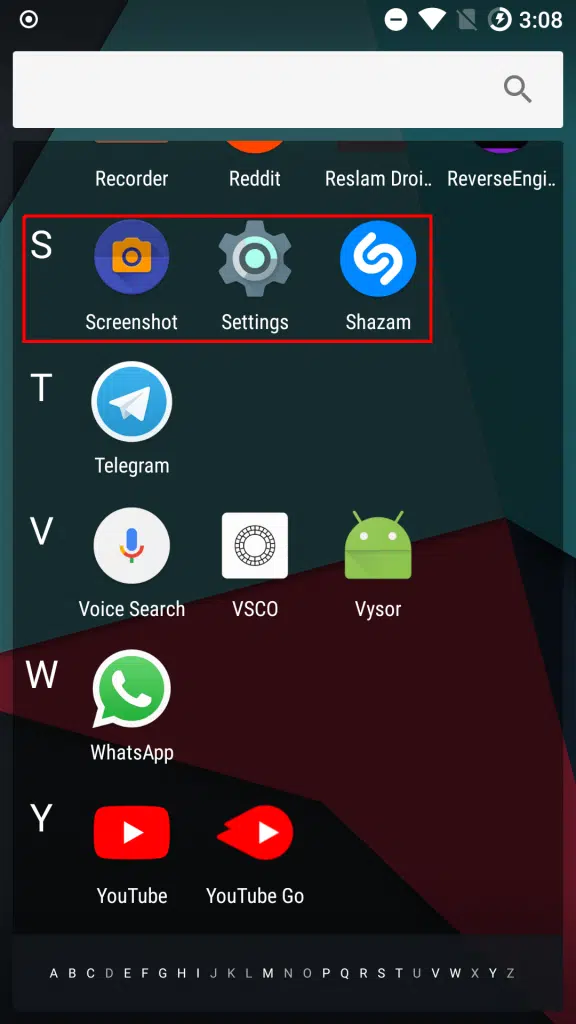 3:08
Recorder Reddit Reslam Droi.. ReverseEngi..
S
Screenshot Settings Shazam
T
Telegram
V
Voice Search VSCO Vysor
W
WhatsApp
Y
YouTube YouTube Go
A B C D E F G H I J K L M N O P Q R S T U V W X Y Z